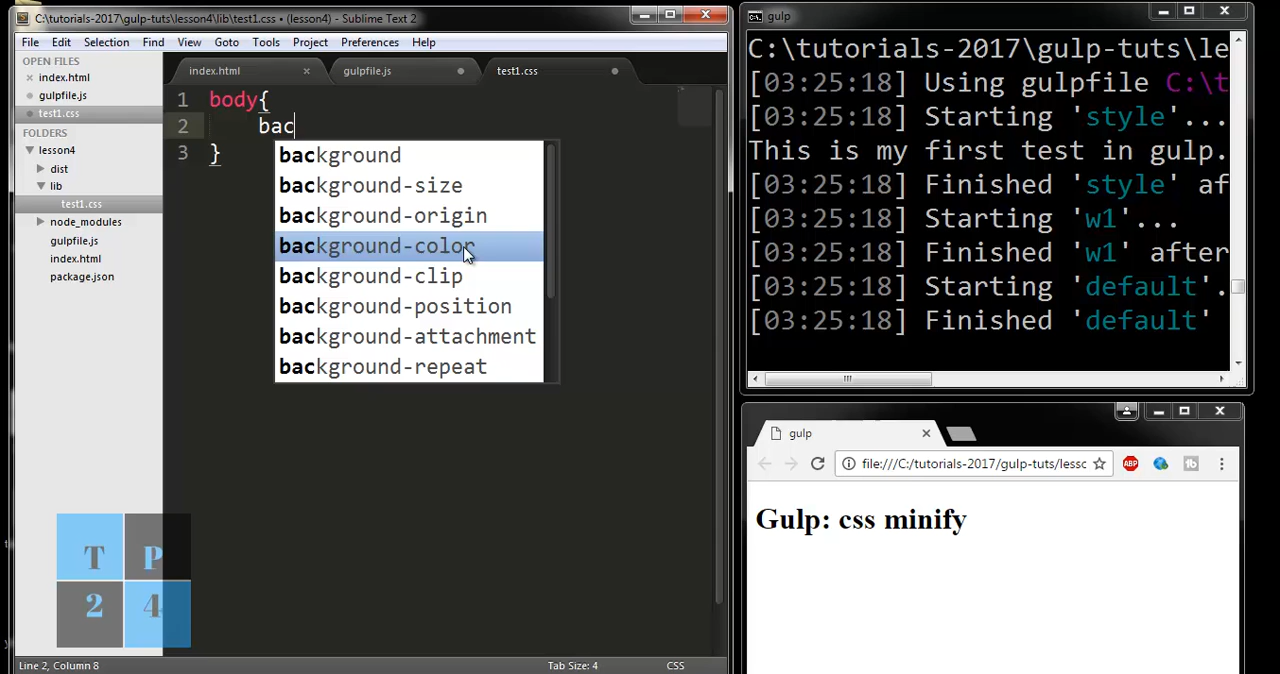 C:\tutorials-2017\gulp-tuts\lesson4\lib\test1.css • (lesson4) - Sublime Text 2
File Edit Selection Find View Goto Tools Project Preferences Help
OPEN FILES
index.html
gulpfile.js
test1.css
FOLDERS
lesson4
dist
lib
test1.css
node_modules
gulpfile.js
index.html
package.json
index.html gulpfile.js test1.css
1 body{
2 bac
3 }
background
background-size
background-origin
background-color
background-clip
background-position
background-attachment
background-repeat
T P
2 4
Line 2, Column 8 Tab Size: 4 CSS
gulp
C:\tutorials-2017\gulp-tuts\le
[03:25:18] Using gulpfile C:\t
[03:25:18] Starting 'style'...
This is my first test in gulp.
[03:25:18] Finished 'style' af
[03:25:18] Starting 'w1'...
[03:25:18] Finished 'w1' after
[03:25:18] Starting 'default'.
[03:25:18] Finished 'default'
gulp
file:///C:/tutorials-2017/gulp-tuts/lessc
ABP
Gulp: css minify